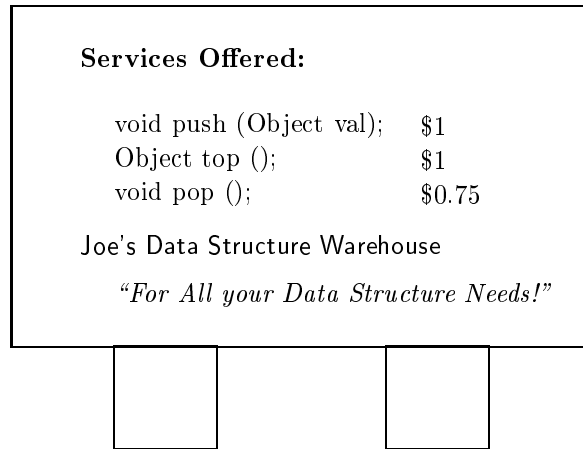 Services Offered:
void push (Object val); $1
Object top (); $1
void pop (); $0.75
Joe's Data Structure Warehouse
“For All your Data Structure Needs!”